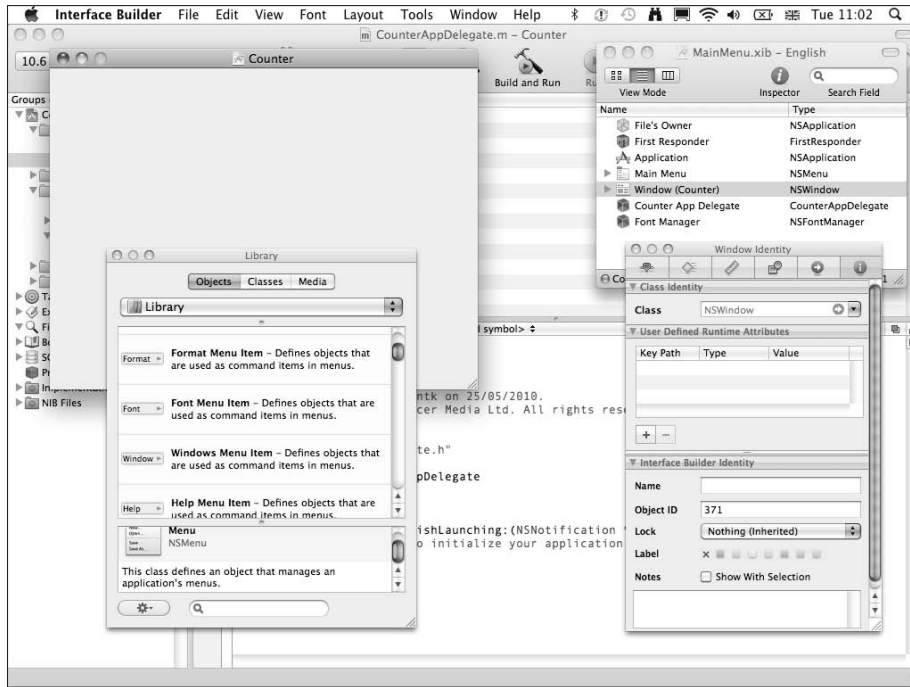 Interface Builder File Edit View Font Layout Tools Window Help Tue 11:02
CounterAppDelegate.m – Counter
10.6
Counter
Build and Run
Groups
MainMenu.xib – English
View Mode Inspector Search Field
Name Type
File's Owner NSApplication
First Responder FirstResponder
Application NSApplication
Main Menu NSMenu
Window (Counter) NSWindow
Counter App Delegate CounterAppDelegate
Font Manager NSFontManager
Library
Objects Classes Media
Library
Format Format Menu Item – Defines objects that
are used as command items in menus.
Font Font Menu Item – Defines objects that are
used as command items in menus.
Window Windows Menu Item – Defines objects that
are used as command items in menus.
Help Help Menu Item – Defines objects that are
used as command items in menus.
Menu
NSMenu
This class defines an object that manages an
application's menus.
NIB Files
symbol>
ntk on 25/05/2010.
cer Media Ltd. All rights rese
te.h"
pDelegate
ishLaunching:(NSNotification
o initialize your application
Window Identity
Class Identity
Class NSWindow
User Defined Runtime Attributes
Key Path Type Value
+ −
Interface Builder Identity
Name
Object ID 371
Lock Nothing (Inherited)
Label
Notes Show With Selection